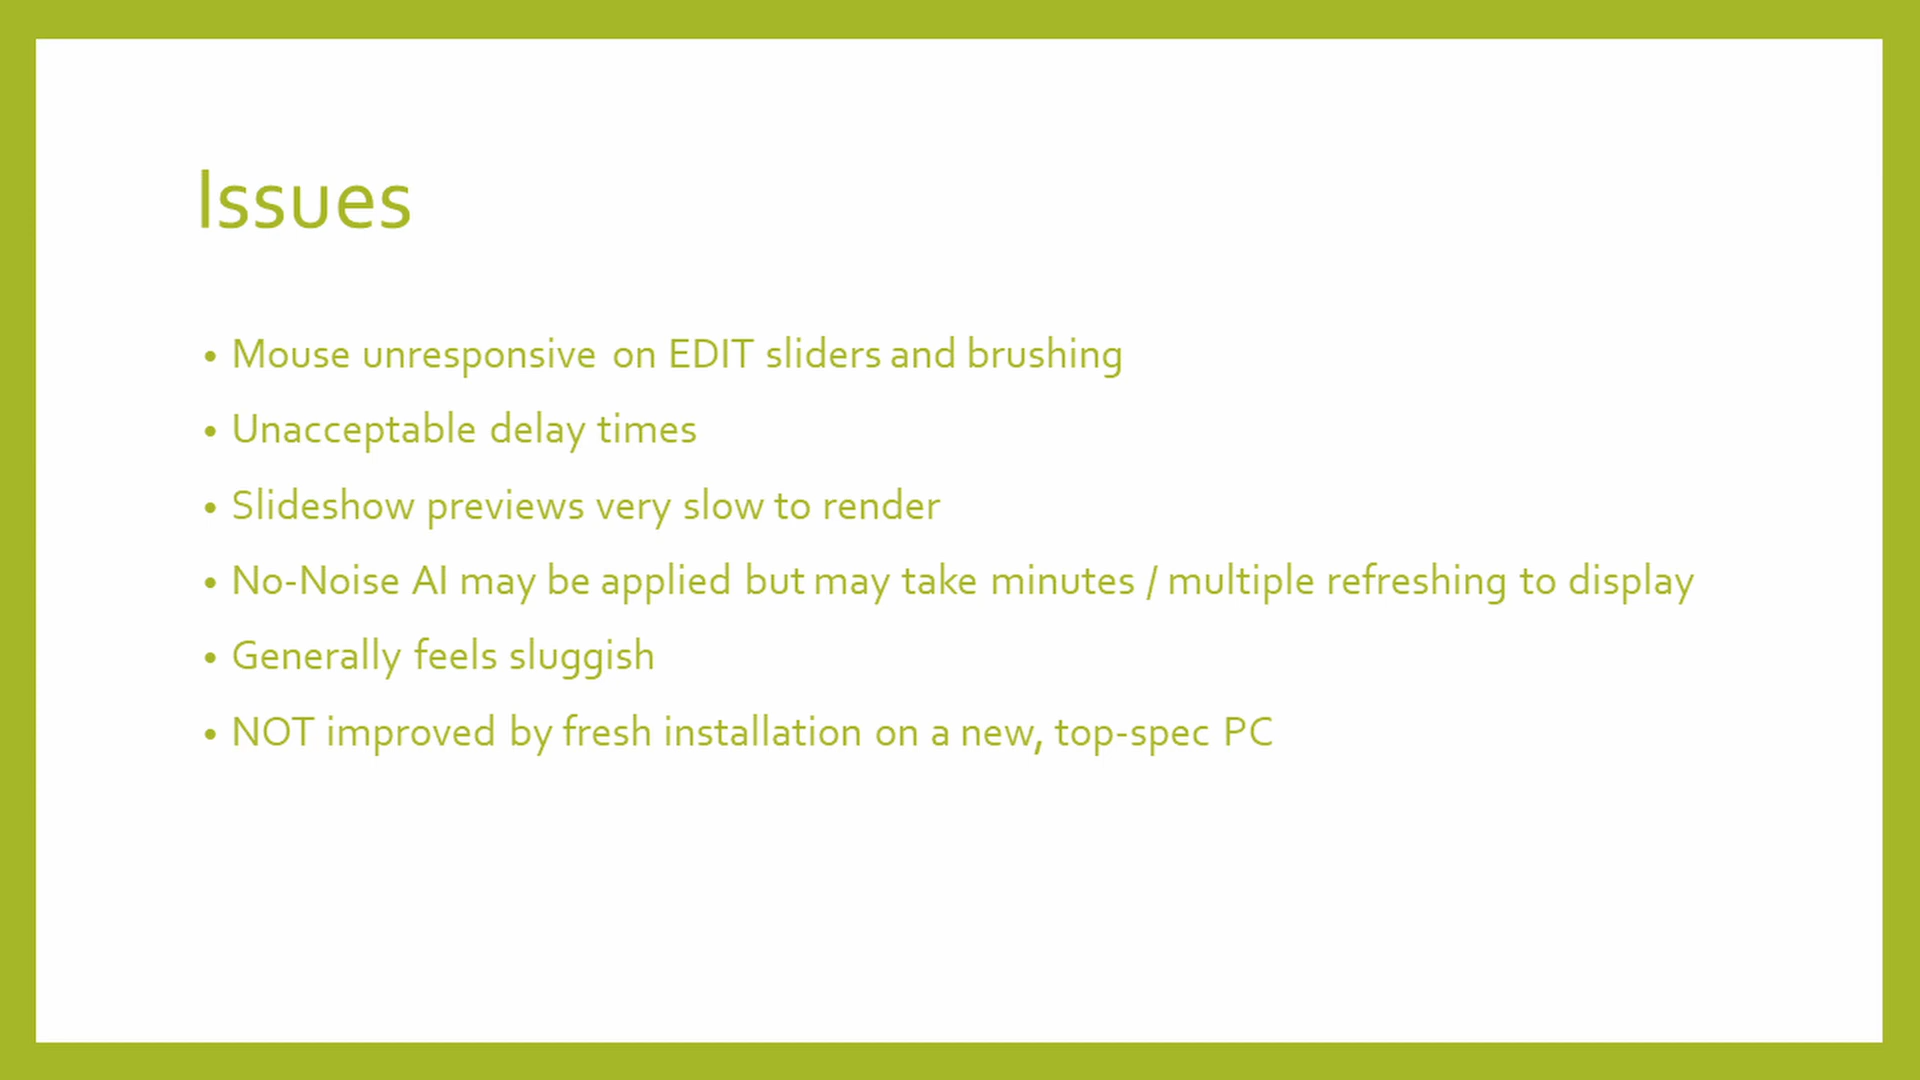 Issues
• Mouse unresponsive on EDIT sliders and brushing
• Unacceptable delay times
• Slideshow previews very slow to render
• No-Noise AI may be applied but may take minutes / multiple refreshing to display
• Generally feels sluggish
• NOT improved by fresh installation on a new, top-spec PC